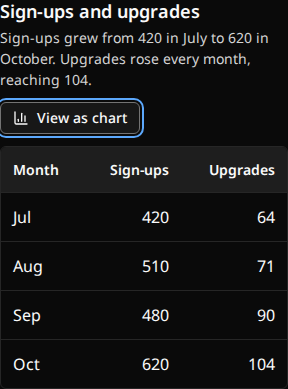 Sign-ups and upgrades
Sign-ups grew from 420 in July to 620 in
October. Upgrades rose every month,
reaching 104.
View as chart
Month Sign-ups Upgrades
Jul 420 64
Aug 510 71
Sep 480 90
Oct 620 104